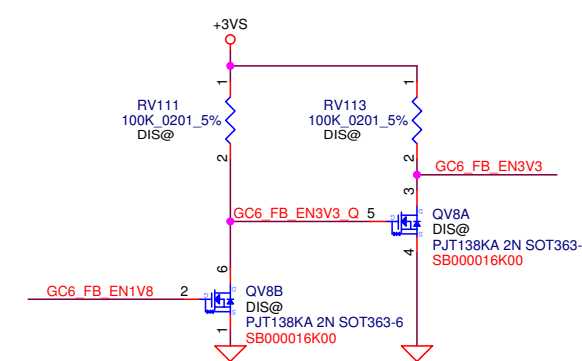 +3VS
1
1
RV111
100K_0201_5%
DIS@
RV113
100K_0201_5%
DIS@
2
2
GC6_FB_EN3V3
3
GC6_FB_EN3V3_Q
5
QV8A
DIS@
PJT138KA 2N SOT363-
SB000016K00
4
6
GC6_FB_EN1V8
2
QV8B
DIS@
PJT138KA 2N SOT363-6
SB000016K00
1